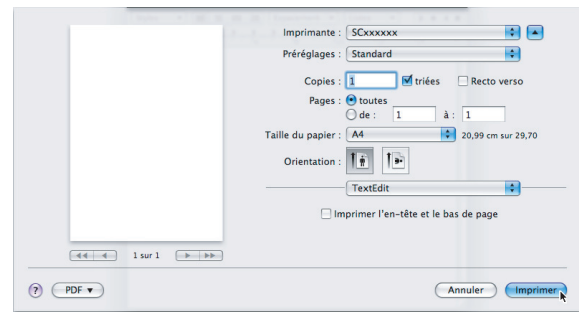 Imprimante : SCxxxxxx
Préréglages : Standard
Copies : 1 triées Recto verso
Pages : toutes
de : 1 à : 1
Taille du papier : A4 20,99 cm sur 29,70
Orientation :
TextEdit
Imprimer l'en-tête et le bas de page
1 sur 1
? PDF ▼ Annuler Imprimer